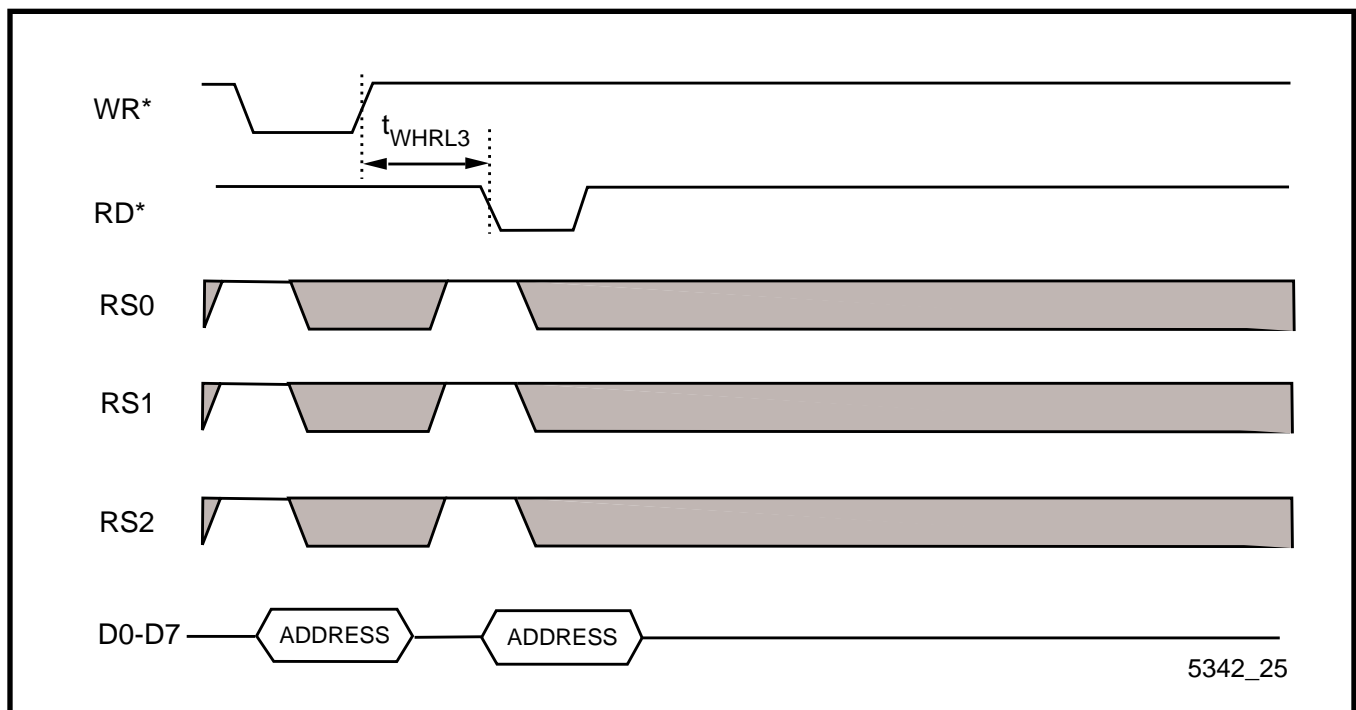 WR*
tWHRL3
RD*
RS0
RS1
RS2
D0-D7 ADDRESS ADDRESS
5342_25